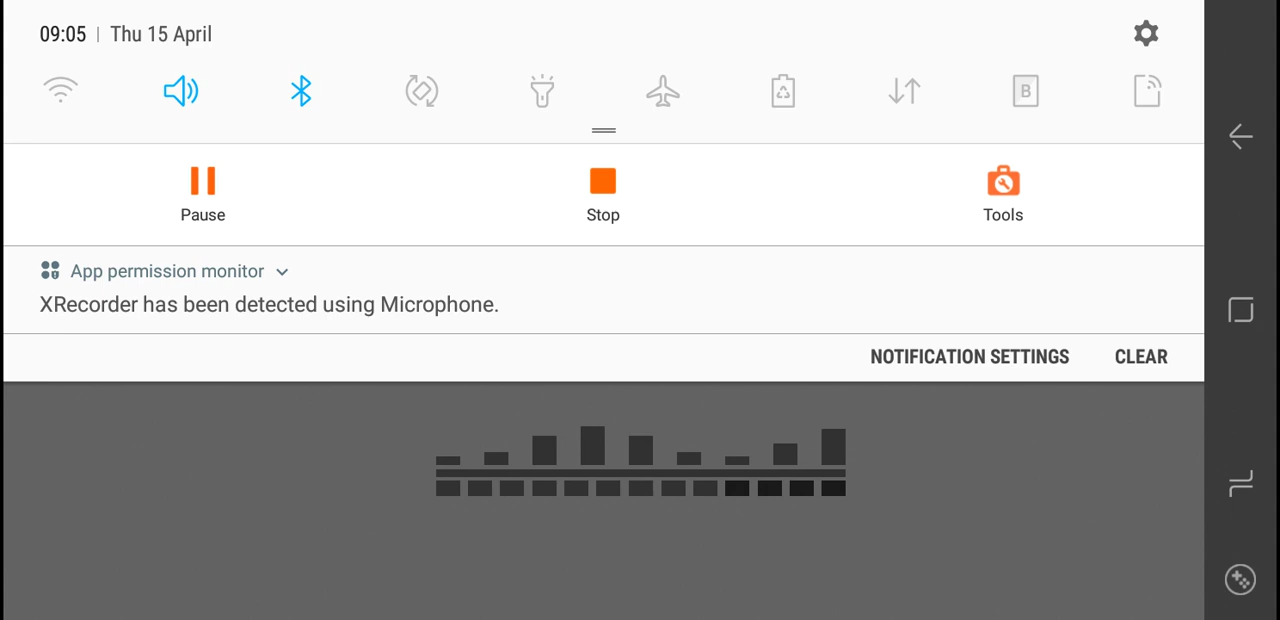 09:05 | Thu 15 April
B
Pause
Stop
Tools
App permission monitor
XRecorder has been detected using Microphone.
NOTIFICATION SETTINGS CLEAR